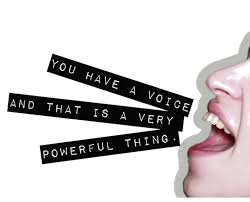 YOU HAVE A VOICE
AND THAT IS A VERY
POWERFUL THING.